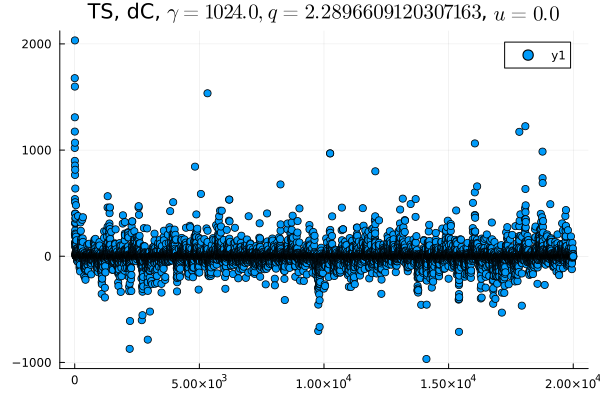 TS, dC, γ = 1024.0, q = 2.2896609120307163, u = 0.0
y1
2000
1000
0
−1000
0 5.00×10³ 1.00×10⁴ 1.50×10⁴ 2.00×10⁴